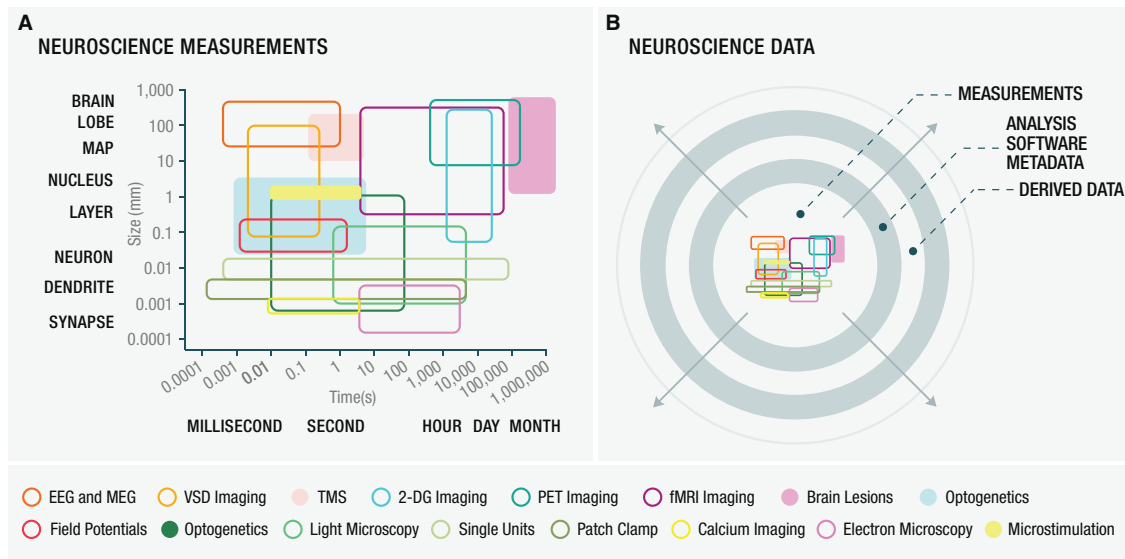 A
NEUROSCIENCE MEASUREMENTS
BRAIN
LOBE
MAP
NUCLEUS
LAYER
NEURON
DENDRITE
SYNAPSE
Size (mm)
1,000
100
10
1
0.1
0.01
0.001
0.0001
0.0001
0.001
0.01
0.1
1
10
100
1,000
10,000
100,000
1,000,000
Time(s)
MILLISECOND SECOND HOUR DAY MONTH
B
NEUROSCIENCE DATA
MEASUREMENTS
ANALYSIS
SOFTWARE
METADATA
DERIVED DATA
EEG and MEG VSD Imaging TMS 2-DG Imaging PET Imaging fMRI Imaging Brain Lesions Optogenetics
Field Potentials Optogenetics Light Microscopy Single Units Patch Clamp Calcium Imaging Electron Microscopy Microstimulation